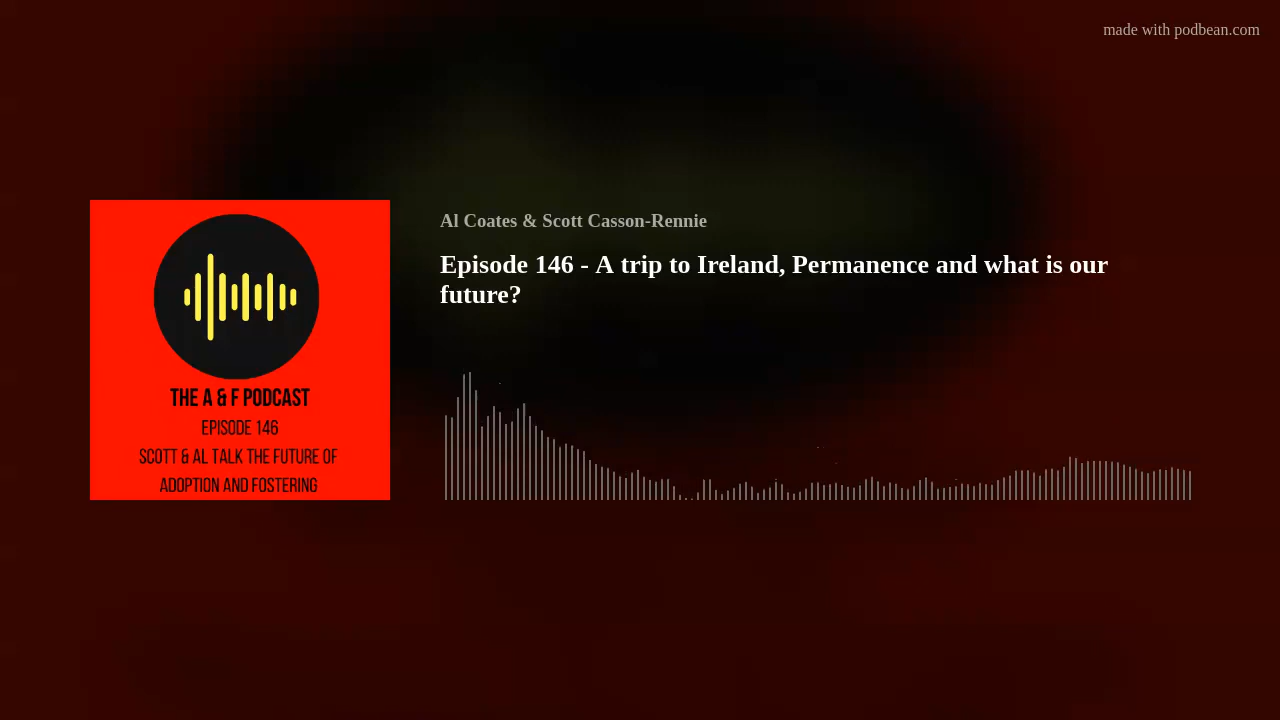 made with podbean.com
Al Coates & Scott Casson-Rennie
Episode 146 - A trip to Ireland, Permanence and what is our
future?
THE A & F PODCAST
EPISODE 146
SCOTT & AL TALK THE FUTURE OF
ADOPTION AND FOSTERING